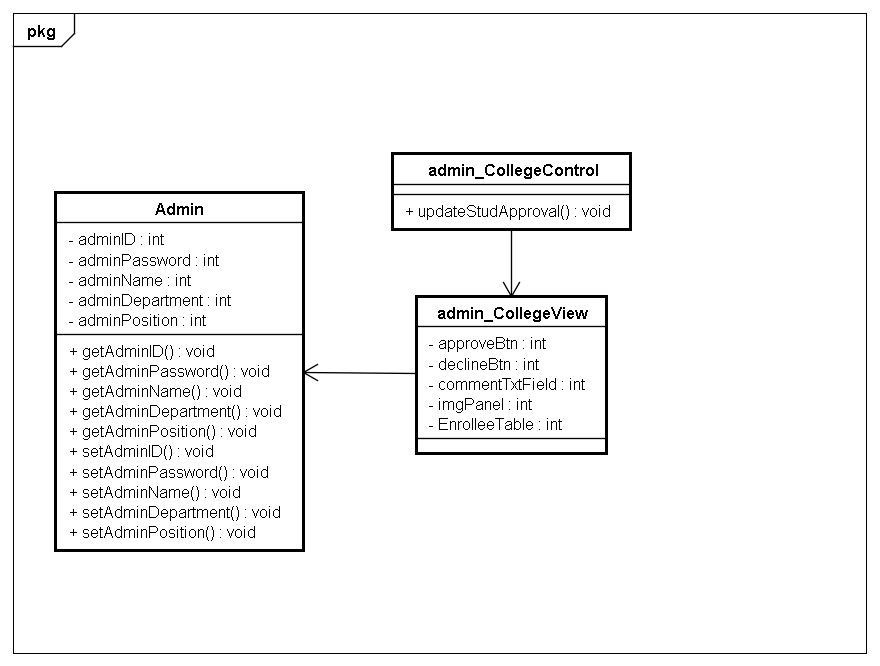 pkg
admin_CollegeControl
+ updateStudApproval() : void
Admin
- adminID : int
- adminPassword : int
- adminName : int
- adminDepartment : int
- adminPosition : int
+ getAdminID() : void
+ getAdminPassword() : void
+ getAdminName() : void
+ getAdminDepartment() : void
+ getAdminPosition() : void
+ setAdminID() : void
+ setAdminPassword() : void
+ setAdminName() : void
+ setAdminDepartment() : void
+ setAdminPosition() : void
admin_CollegeView
- approveBtn : int
- declineBtn : int
- commentTxtField : int
- imgPanel : int
- EnrolleeTable : int